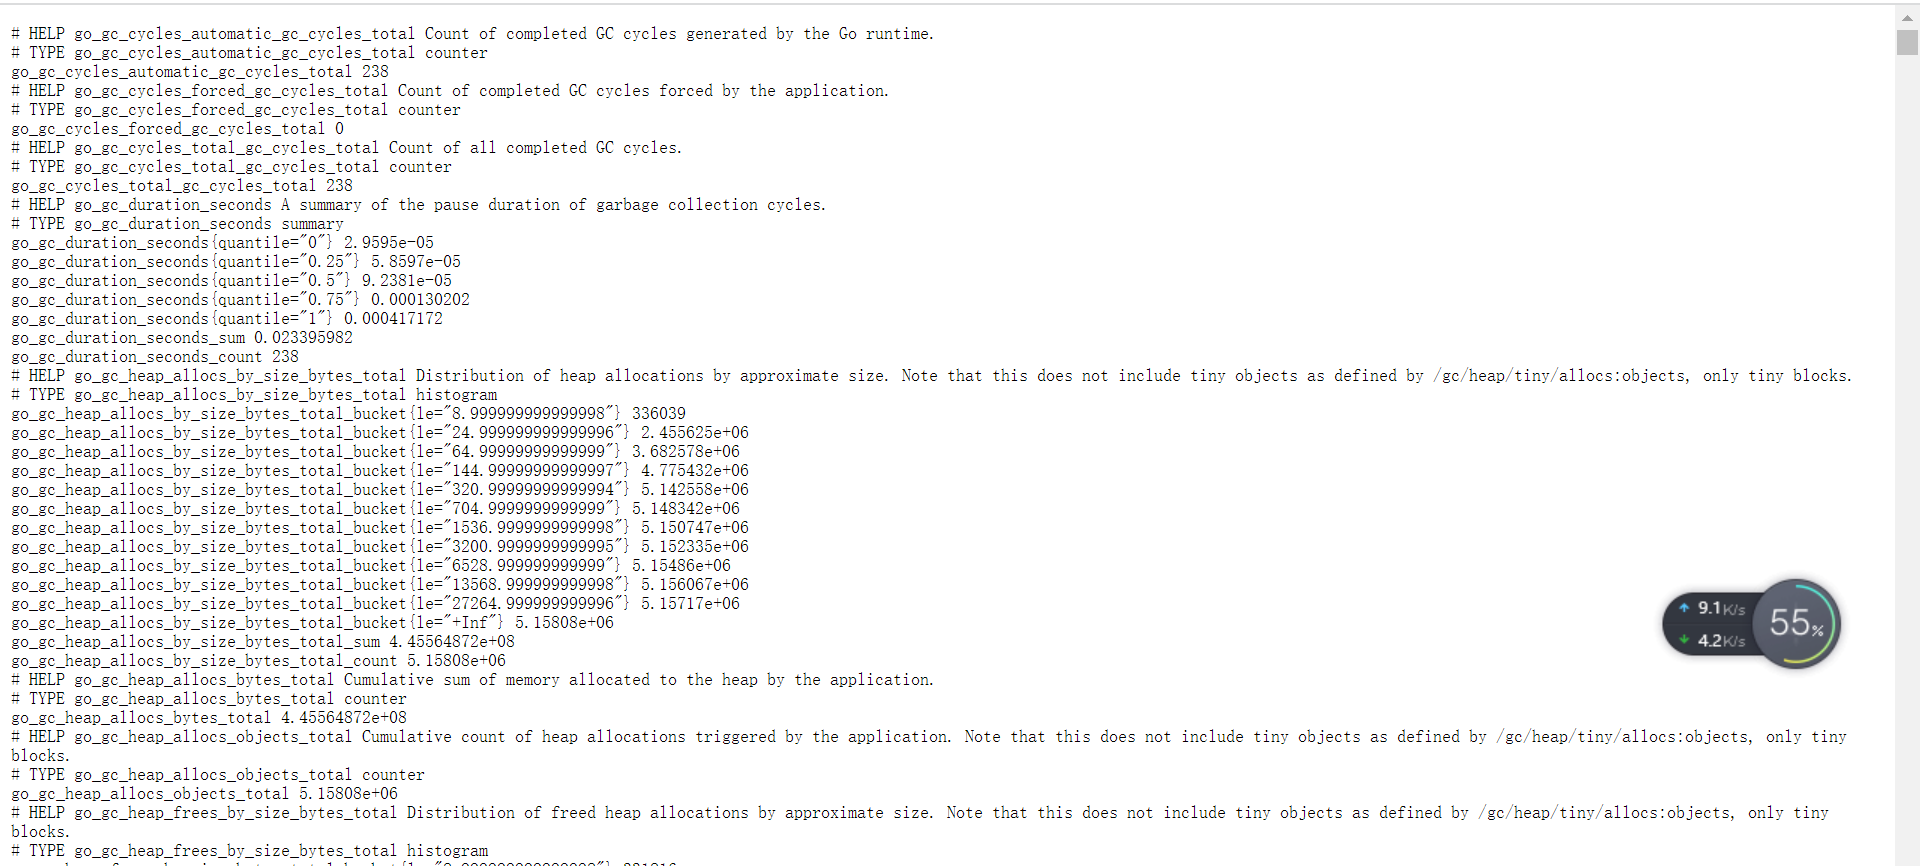 # HELP go_gc_cycles_automatic_gc_cycles_total Count of completed GC cycles generated by the Go runtime.
# TYPE go_gc_cycles_automatic_gc_cycles_total counter
go_gc_cycles_automatic_gc_cycles_total 238
# HELP go_gc_cycles_forced_gc_cycles_total Count of completed GC cycles forced by the application.
# TYPE go_gc_cycles_forced_gc_cycles_total counter
go_gc_cycles_forced_gc_cycles_total 0
# HELP go_gc_cycles_total_gc_cycles_total Count of all completed GC cycles.
# TYPE go_gc_cycles_total_gc_cycles_total counter
go_gc_cycles_total_gc_cycles_total 238
# HELP go_gc_duration_seconds A summary of the pause duration of garbage collection cycles.
# TYPE go_gc_duration_seconds summary
go_gc_duration_seconds{quantile="0"} 2.9595e-05
go_gc_duration_seconds{quantile="0.25"} 5.8597e-05
go_gc_duration_seconds{quantile="0.5"} 9.2381e-05
go_gc_duration_seconds{quantile="0.75"} 0.000130202
go_gc_duration_seconds{quantile="1"} 0.000417172
go_gc_duration_seconds_sum 0.023395982
go_gc_duration_seconds_count 238
# HELP go_gc_heap_allocs_by_size_bytes_total Distribution of heap allocations by approximate size. Note that this does not include tiny objects as defined by /gc/heap/tiny/allocs:objects, only tiny blocks.
# TYPE go_gc_heap_allocs_by_size_bytes_total histogram
go_gc_heap_allocs_by_size_bytes_total_bucket{le="8.999999999999998"} 336039
go_gc_heap_allocs_by_size_bytes_total_bucket{le="24.999999999999996"} 2.455625e+06
go_gc_heap_allocs_by_size_bytes_total_bucket{le="64.99999999999999"} 3.682578e+06
go_gc_heap_allocs_by_size_bytes_total_bucket{le="144.99999999999997"} 4.775432e+06
go_gc_heap_allocs_by_size_bytes_total_bucket{le="320.99999999999994"} 5.142558e+06
go_gc_heap_allocs_by_size_bytes_total_bucket{le="704.9999999999999"} 5.148342e+06
go_gc_heap_allocs_by_size_bytes_total_bucket{le="1536.9999999999998"} 5.150747e+06
go_gc_heap_allocs_by_size_bytes_total_bucket{le="3200.9999999999995"} 5.152335e+06
go_gc_heap_allocs_by_size_bytes_total_bucket{le="6528.999999999999"} 5.15486e+06
go_gc_heap_allocs_by_size_bytes_total_bucket{le="13568.999999999998"} 5.156067e+06
go_gc_heap_allocs_by_size_bytes_total_bucket{le="27264.999999999996"} 5.15717e+06
go_gc_heap_allocs_by_size_bytes_total_bucket{le="+Inf"} 5.15808e+06
go_gc_heap_allocs_by_size_bytes_total_sum 4.45564872e+08
go_gc_heap_allocs_by_size_bytes_total_count 5.15808e+06
# HELP go_gc_heap_allocs_bytes_total Cumulative sum of memory allocated to the heap by the application.
# TYPE go_gc_heap_allocs_bytes_total counter
go_gc_heap_allocs_bytes_total 4.45564872e+08
# HELP go_gc_heap_allocs_objects_total Cumulative count of heap allocations triggered by the application. Note that this does not include tiny objects as defined by /gc/heap/tiny/allocs:objects, only tiny
blocks.
# TYPE go_gc_heap_allocs_objects_total counter
go_gc_heap_allocs_objects_total 5.15808e+06
# HELP go_gc_heap_frees_by_size_bytes_total Distribution of freed heap allocations by approximate size. Note that this does not include tiny objects as defined by /gc/heap/tiny/allocs:objects, only tiny
blocks.
# TYPE go_gc_heap_frees_by_size_bytes_total histogram
9.1K/s
4.2K/s
55%